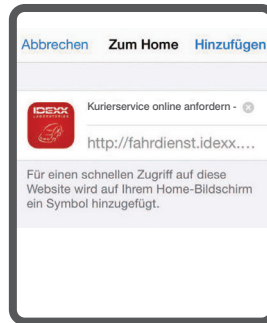 Abbrechen Zum Home Hinzufügen
IDEXX
LABORATORIES
Kurierservice online anfordern -
http://fahrdienst.idexx....
Für einen schnellen Zugriff auf diese
Website wird auf Ihrem Home-Bildschirm
ein Symbol hinzugefügt.